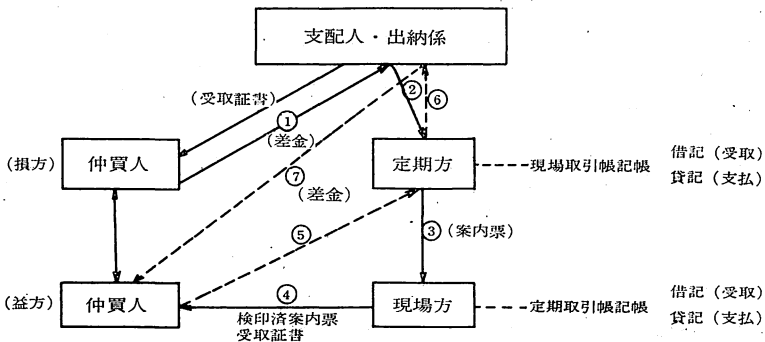 支配人・出納係
(受取証書)
①
(差金)
②
⑥
(損方)
仲買人
定期方
現場取引帳記帳
借記(受取)
貸記(支払)
⑦
(差金)
⑤
③(案内票)
(益方)
仲買人
④
検印済案内票
受取証書
現場方
定期取引帳記帳
借記(受取)
貸記(支払)